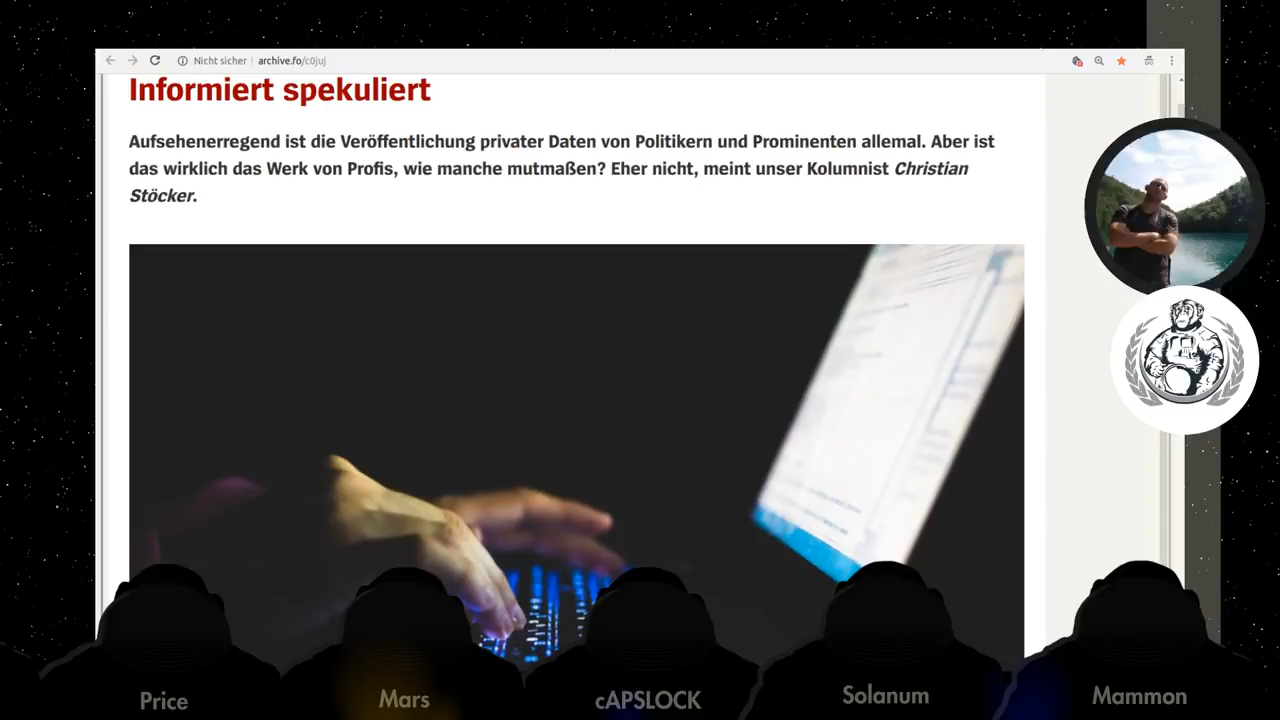 Nicht sicher archive.fo/c0juj
Informiert spekuliert
Aufsehenerregend ist die Veröffentlichung privater Daten von Politikern und Prominenten allemal. Aber ist
das wirklich das Werk von Profis, wie manche mutmaßen? Eher nicht, meint unser Kolumnist Christian
Stöcker.
Price Mars cAPSLOCK Solanum Mammon